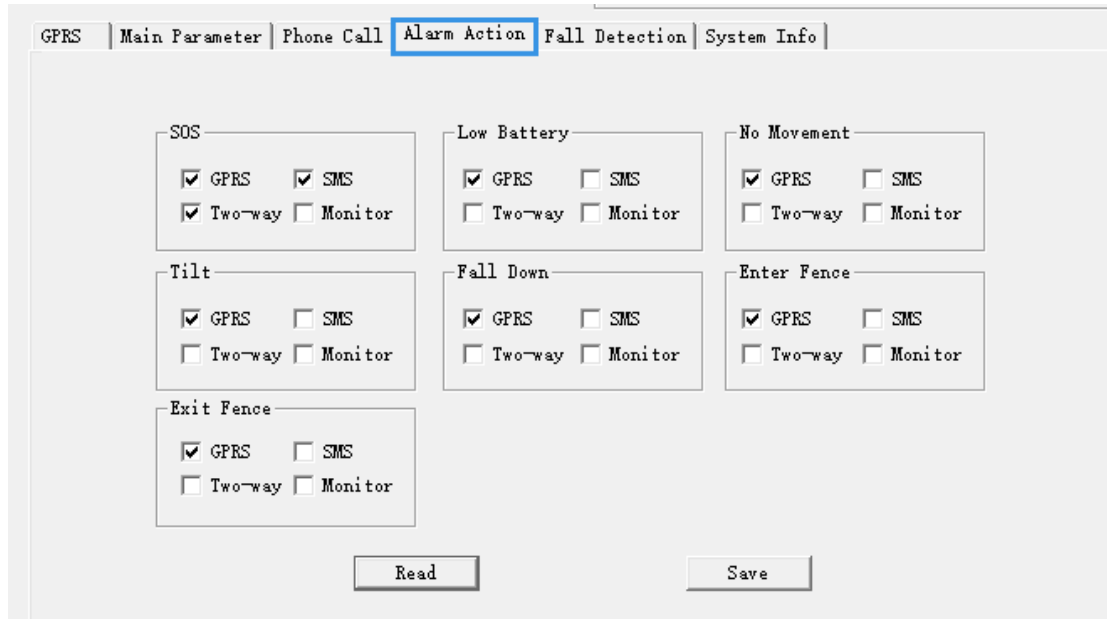 GPRS Main Parameter Phone Call Alarm Action Fall Detection System Info
SOS Low Battery No Movement
GPRS SMS GPRS SMS GPRS SMS
Two-way Monitor Two-way Monitor Two-way Monitor
Tilt Fall Down Enter Fence
GPRS SMS GPRS SMS GPRS SMS
Two-way Monitor Two-way Monitor Two-way Monitor
Exit Fence
GPRS SMS
Two-way Monitor
Read Save